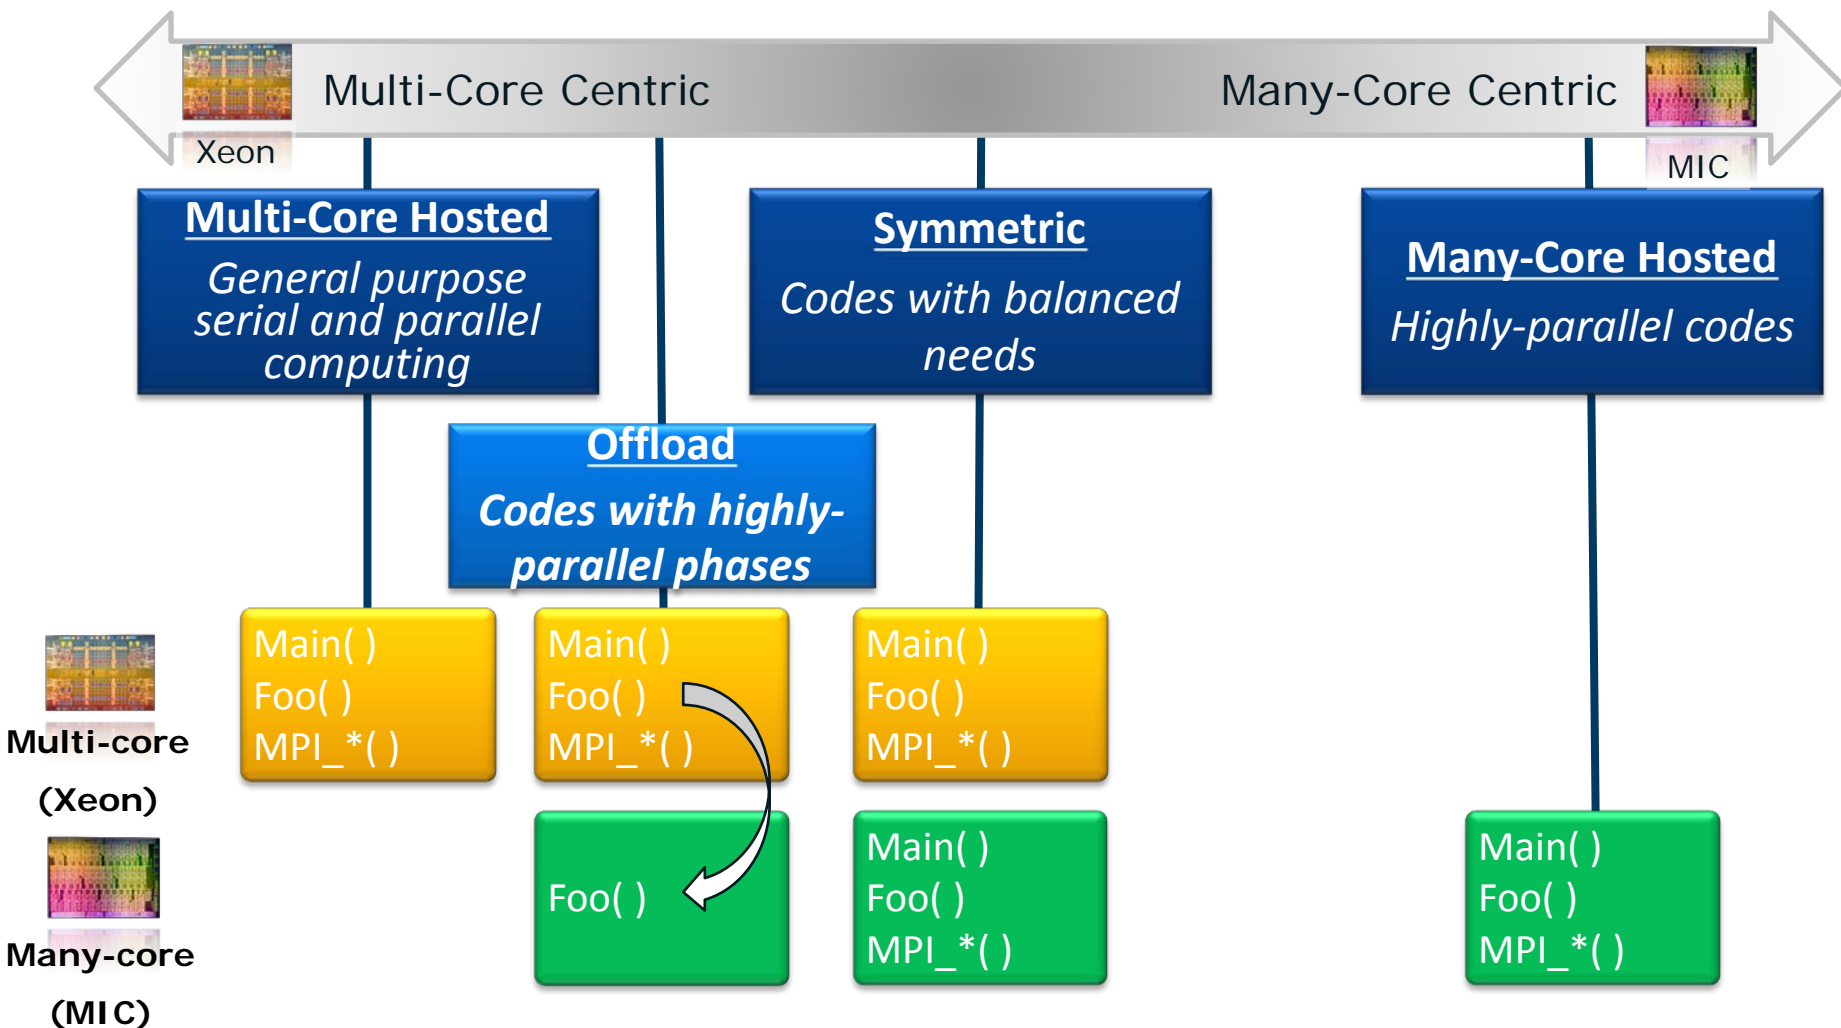 Multi-Core Centric
Many-Core Centric
Xeon
MIC
Multi-Core Hosted
General purpose
serial and parallel
computing
Symmetric
Codes with balanced
needs
Many-Core Hosted
Highly-parallel codes
Offload
Codes with highly-
parallel phases
Multi-core
(Xeon)
Main( )
Foo( )
MPI_*( )
Main( )
Foo( )
MPI_*( )
Main( )
Foo( )
MPI_*( )
Many-core
(MIC)
Foo( )
Main( )
Foo( )
MPI_*( )
Main( )
Foo( )
MPI_*( )